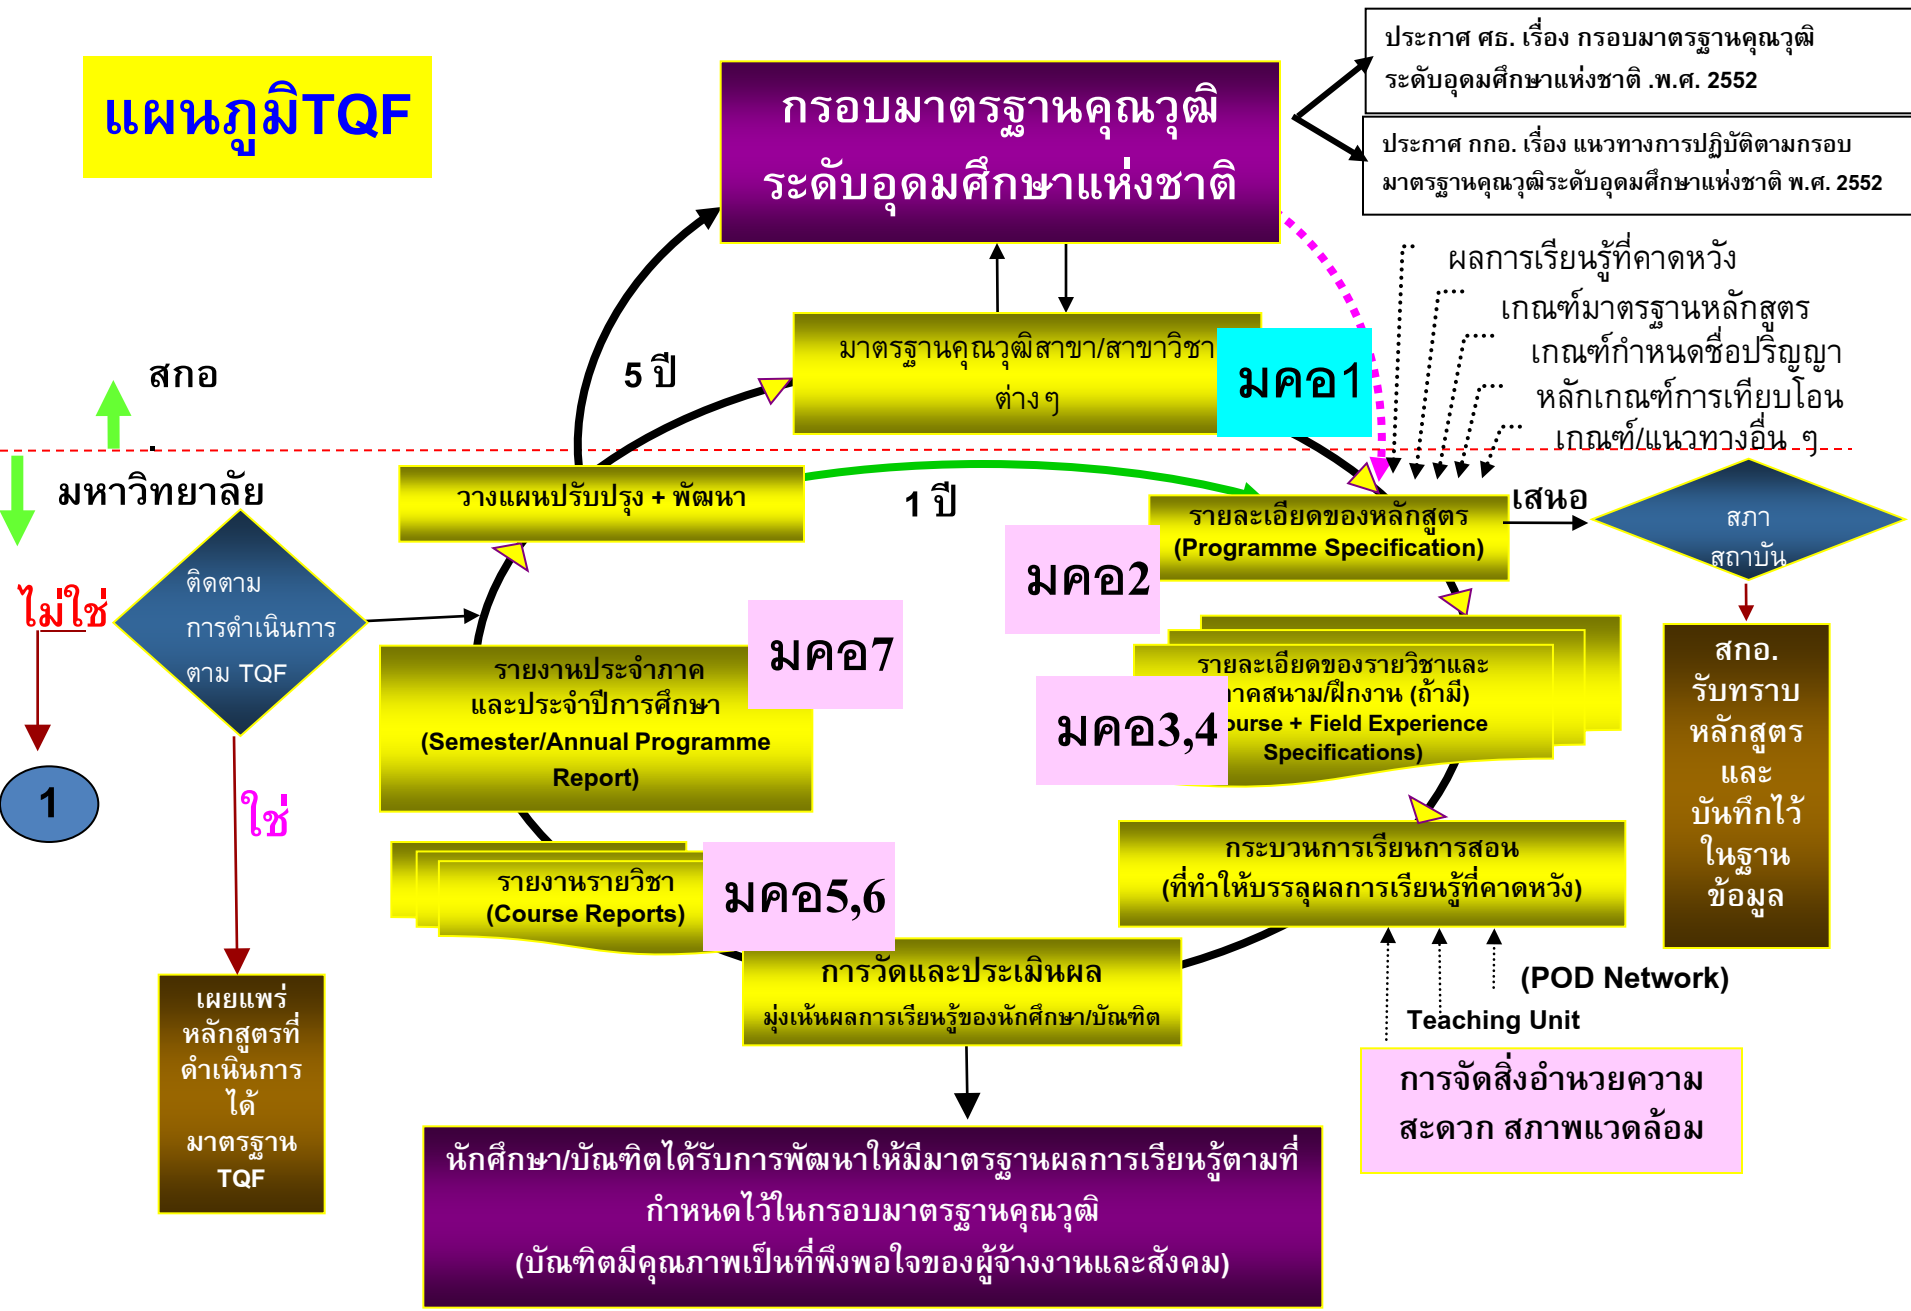 แผนภูมิTQF
กรอบมาตรฐานคุณวุฒิ
ระดับอุดมศึกษาแห่งชาติ
ประกาศ ศธ. เรื่อง กรอบมาตรฐานคุณวุฒิ
ระดับอุดมศึกษาแห่งชาติ .พ.ศ. 2552
ประกาศ กกอ. เรื่อง แนวทางการปฏิบัติตามกรอบ
มาตรฐานคุณวุฒิระดับอุดมศึกษาแห่งชาติ พ.ศ. 2552
ผลการเรียนรู้ที่คาดหวัง
เกณฑ์มาตรฐานหลักสูตร
เกณฑ์กำหนดชื่อปริญญา
หลักเกณฑ์การเทียบโอน
เกณฑ์/แนวทางอื่น ๆ
มาตรฐานคุณวุฒิสาขา/สาขาวิชา
ต่างๆ
มคอ1
5 ปี
สกอ
.
มหาวิทยาลัย
วางแผนปรับปรุง + พัฒนา
1 ปี
รายละเอียดของหลักสูตร
(Programme Specification)
มคอ2
เสนอ
สภา
สถาบัน
ไม่ใช่
ติดตาม
การดำเนินการ
ตาม TQF
รายงานประจำภาค
และประจำปีการศึกษา
(Semester/Annual Programme
Report)
มคอ7
รายละเอียดของรายวิชาและ
าคสนาม/ฝึกงาน (ถ้ามี)
ourse + Field Experience
Specifications)
มคอ3,4
สกอ.
รับทราบ
หลักสูตร
และ
บันทึกไว้
ในฐาน
ข้อมูล
1
ใช่
รายงานรายวิชา
(Course Reports)
มคอ5,6
กระบวนการเรียนการสอน
(ที่ทำให้บรรลุผลการเรียนรู้ที่คาดหวัง)
การวัดและประเมินผล
มุ่งเน้นผลการเรียนรู้ของนักศึกษา/บัณฑิต
(POD Network)
Teaching Unit
การจัดสิ่งอำนวยความ
สะดวก สภาพแวดล้อม
เผยแพร่
หลักสูตรที่
ดำเนินการ
ได้
มาตรฐาน
TQF
นักศึกษา/บัณฑิตได้รับการพัฒนาให้มีมาตรฐานผลการเรียนรู้ตามที่
กำหนดไว้ในกรอบมาตรฐานคุณวุฒิ
(บัณฑิตมีคุณภาพเป็นที่พึงพอใจของผู้จ้างงานและสังคม)